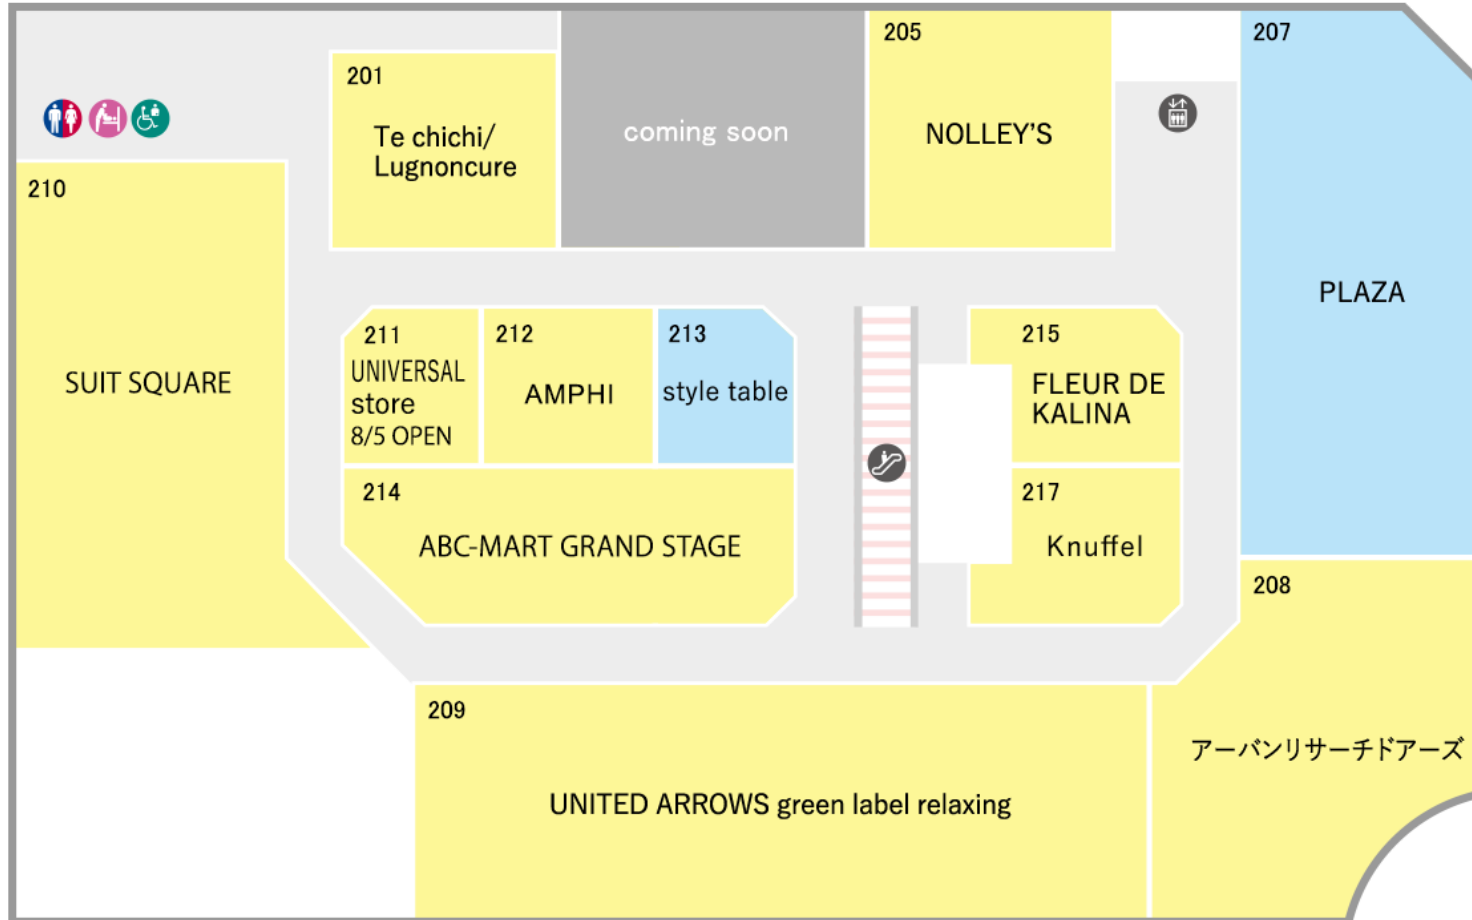 201
Te chichi/
Lugnoncure
coming soon
205
NOLLEY'S
207
PLAZA
210
SUIT SQUARE
211
UNIVERSAL
store
8/5 OPEN
212
AMPHI
213
style table
214
ABC-MART GRAND STAGE
215
FLEUR DE
KALINA
217
Knuffel
208
アーバンリサーチドアーズ
209
UNITED ARROWS green label relaxing